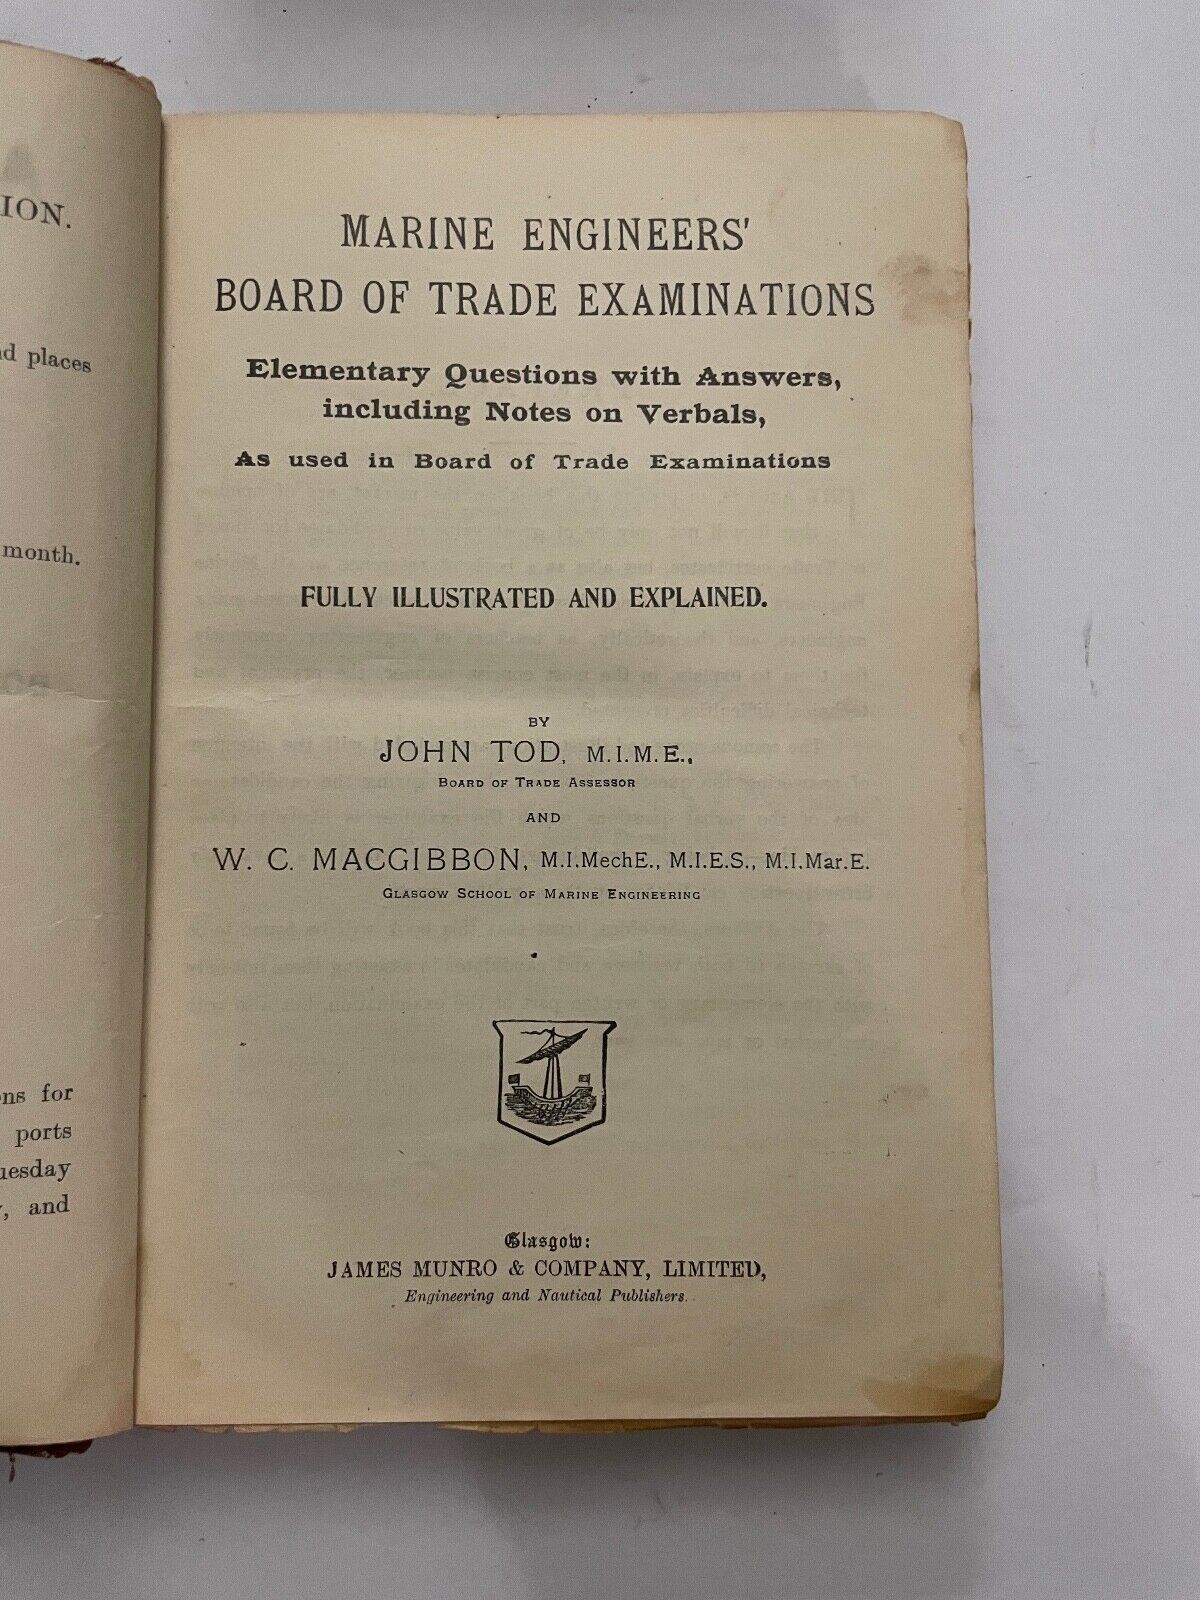 ION.
places
month.
ns for
ports
uesday
, and
MARINE ENGINEERS'
BOARD OF TRADE EXAMINATIONS
Elementary Questions with Answers,
including Notes on Verbals,
As used in Board of Trade Examinations
FULLY ILLUSTRATED AND EXPLAINED.
BY
JOHN TOD, M.I.M.E.,
BOARD OF TRADE ASSESSOR
AND
W. C. MACGIBBON, M.I.MechE., M.I.E.S., M.I.Mar.E.
GLASGOW SCHOOL OF MARINE ENGINEERING
Glasgow:
JAMES MUNRO & COMPANY, LIMITED,
Engineering and Nautical Publishers.